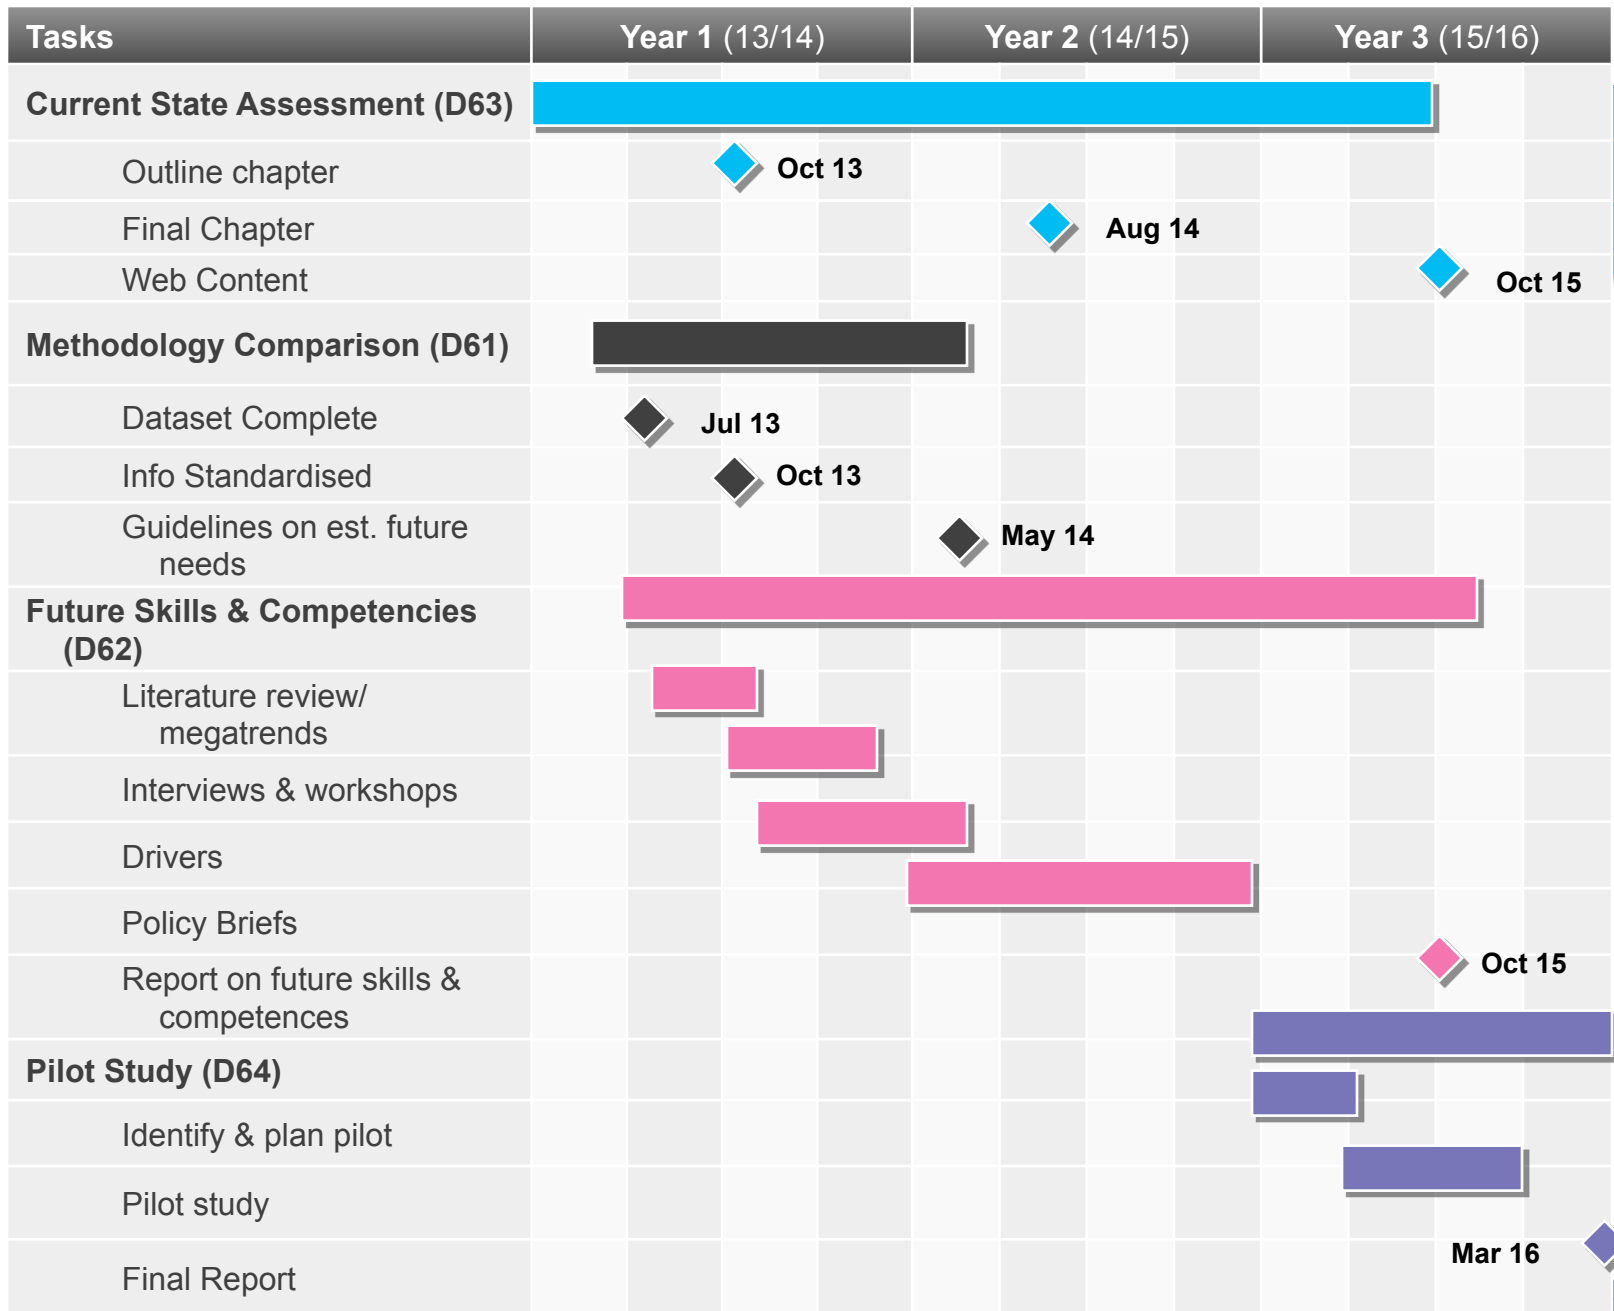 Tasks Year 1 (13/14) Year 2 (14/15) Year 3 (15/16)
Current State Assessment (D63)
Outline chapter Oct 13
Final Chapter Aug 14
Web Content Oct 15
Methodology Comparison (D61)
Dataset Complete Jul 13
Info Standardised Oct 13
Guidelines on est. future May 14
needs
Future Skills & Competencies
(D62)
Literature review/
megatrends
Interviews & workshops
Drivers
Policy Briefs
Report on future skills & Oct 15
competences
Pilot Study (D64)
Identify & plan pilot
Pilot study
Final Report Mar 16